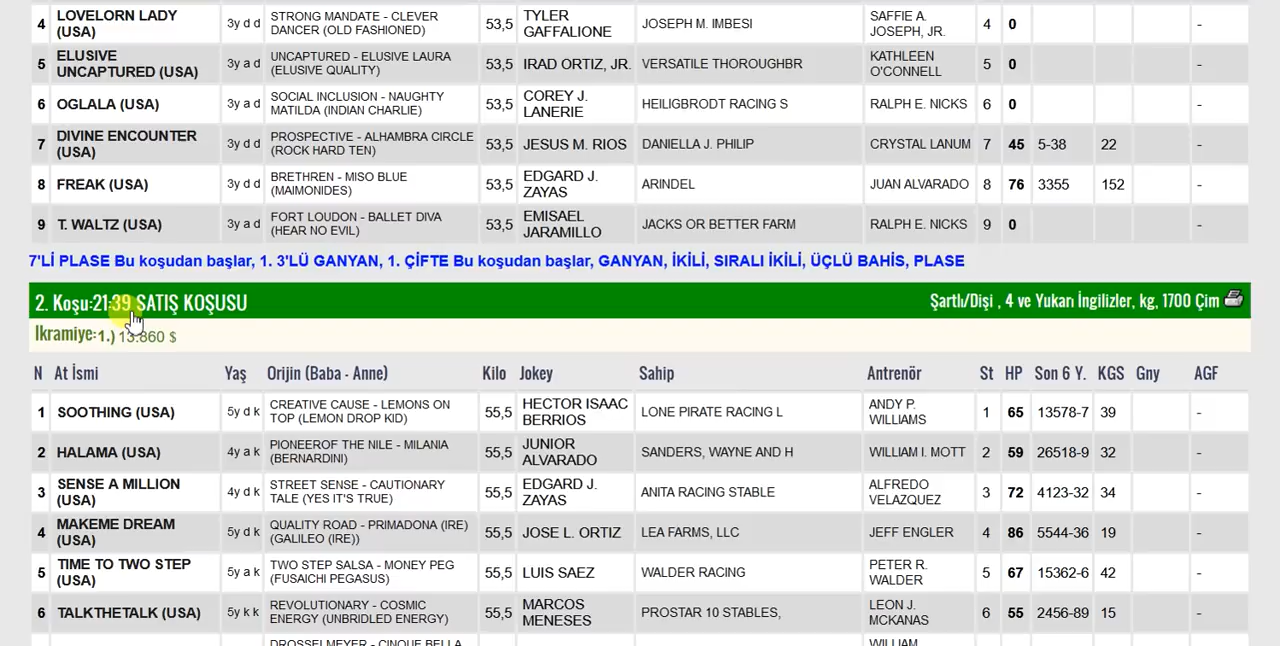 4 LOVELORN LADY (USA) 3y d d STRONG MANDATE - CLEVER DANCER (OLD FASHIONED) 53,5 TYLER GAFFALIONE JOSEPH M. IMBESI SAFFIE A. JOSEPH, JR. 4 0 -
5 ELUSIVE UNCAPTURED (USA) 3y a d UNCAPTURED - ELUSIVE LAURA (ELUSIVE QUALITY) 53,5 IRAD ORTIZ, JR. VERSATILE THOROUGHBR KATHLEEN O'CONNELL 5 0 -
6 OGLALA (USA) 3y a d SOCIAL INCLUSION - NAUGHTY MATILDA (INDIAN CHARLIE) 53,5 COREY J. LANERIE HEILIGBRODT RACING S RALPH E. NICKS 6 0 -
7 DIVINE ENCOUNTER (USA) 3y d d PROSPECTIVE - ALHAMBRA CIRCLE (ROCK HARD TEN) 53,5 JESUS M. RIOS DANIELLA J. PHILIP CRYSTAL LANUM 7 45 5-38 22 -
8 FREAK (USA) 3y d d BRETHREN - MISO BLUE (MAIMONIDES) 53,5 EDGARD J. ZAYAS ARINDEL JUAN ALVARADO 8 76 3355 152 -
9 T. WALTZ (USA) 3y a d FORT LOUDON - BALLET DIVA (HEAR NO EVIL) 53,5 EMISAEL JARAMILLO JACKS OR BETTER FARM RALPH E. NICKS 9 0 -
7'Lİ PLASE Bu koşudan başlar, 1. 3'LÜ GANYAN, 1. ÇİFTE Bu koşudan başlar, GANYAN, İKİLİ, SIRALI İKİLİ, ÜÇLÜ BAHİS, PLASE
2. Koşu:21:39 SATIŞ KOŞUSU Şartlı/Dişi , 4 ve Yukarı İngilizler, kg, 1700 Çim
Ikramiye:1.) 13.860 $
N At İsmi Yaş Orijin (Baba - Anne) Kilo Jokey Sahip Antrenör St HP Son 6 Y. KGS Gny AGF
1 SOOTHING (USA) 5y d k CREATIVE CAUSE - LEMONS ON TOP (LEMON DROP KID) 55,5 HECTOR ISAAC BERRIOS LONE PIRATE RACING L ANDY P. WILLIAMS 1 65 13578-7 39 -
2 HALAMA (USA) 4y a k PIONEEROF THE NILE - MILANIA (BERNARDINI) 55,5 JUNIOR ALVARADO SANDERS, WAYNE AND H WILLIAM I. MOTT 2 59 26518-9 32 -
3 SENSE A MILLION (USA) 4y d k STREET SENSE - CAUTIONARY TALE (YES IT'S TRUE) 55,5 EDGARD J. ZAYAS ANITA RACING STABLE ALFREDO VELAZQUEZ 3 72 4123-32 34 -
4 MAKEME DREAM (USA) 5y d k QUALITY ROAD - PRIMADONA (IRE) (GALILEO (IRE)) 55,5 JOSE L. ORTIZ LEA FARMS, LLC JEFF ENGLER 4 86 5544-36 19 -
5 TIME TO TWO STEP (USA) 5y a k TWO STEP SALSA - MONEY PEG (FUSAICHI PEGASUS) 55,5 LUIS SAEZ WALDER RACING PETER R. WALDER 5 67 15362-6 42 -
6 TALKTHETALK (USA) 5y k k REVOLUTIONARY - COSMIC ENERGY (UNBRIDLED ENERGY) 55,5 MARCOS MENESES PROSTAR 10 STABLES, LEON J. MCKANAS 6 55 2456-89 15 -
DROSSELMEYER - CINQUE BELLA WILLIAM